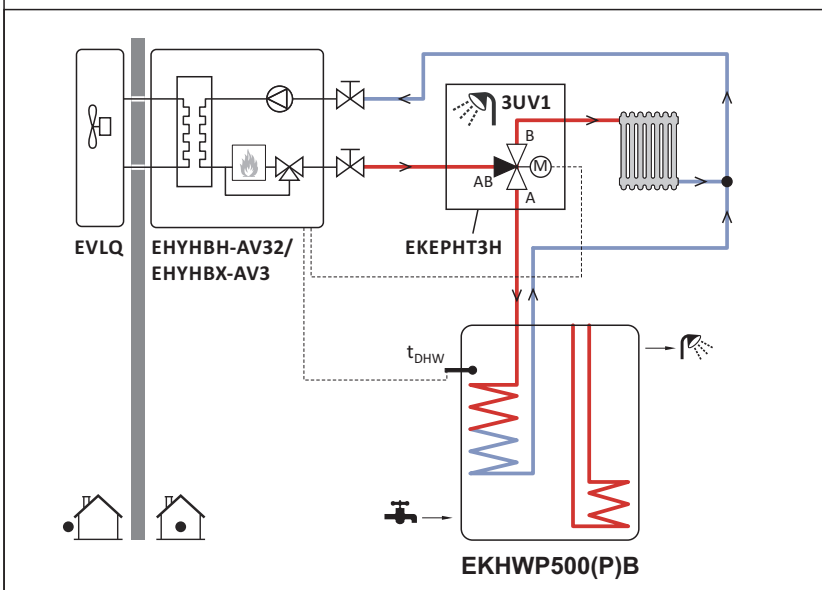 3UV1
B
M
AB
A
EVLQ
EHYHBH-AV32/
EHYHBX-AV3
EKEPHT3H
tDHW
EKHWP500(P)B